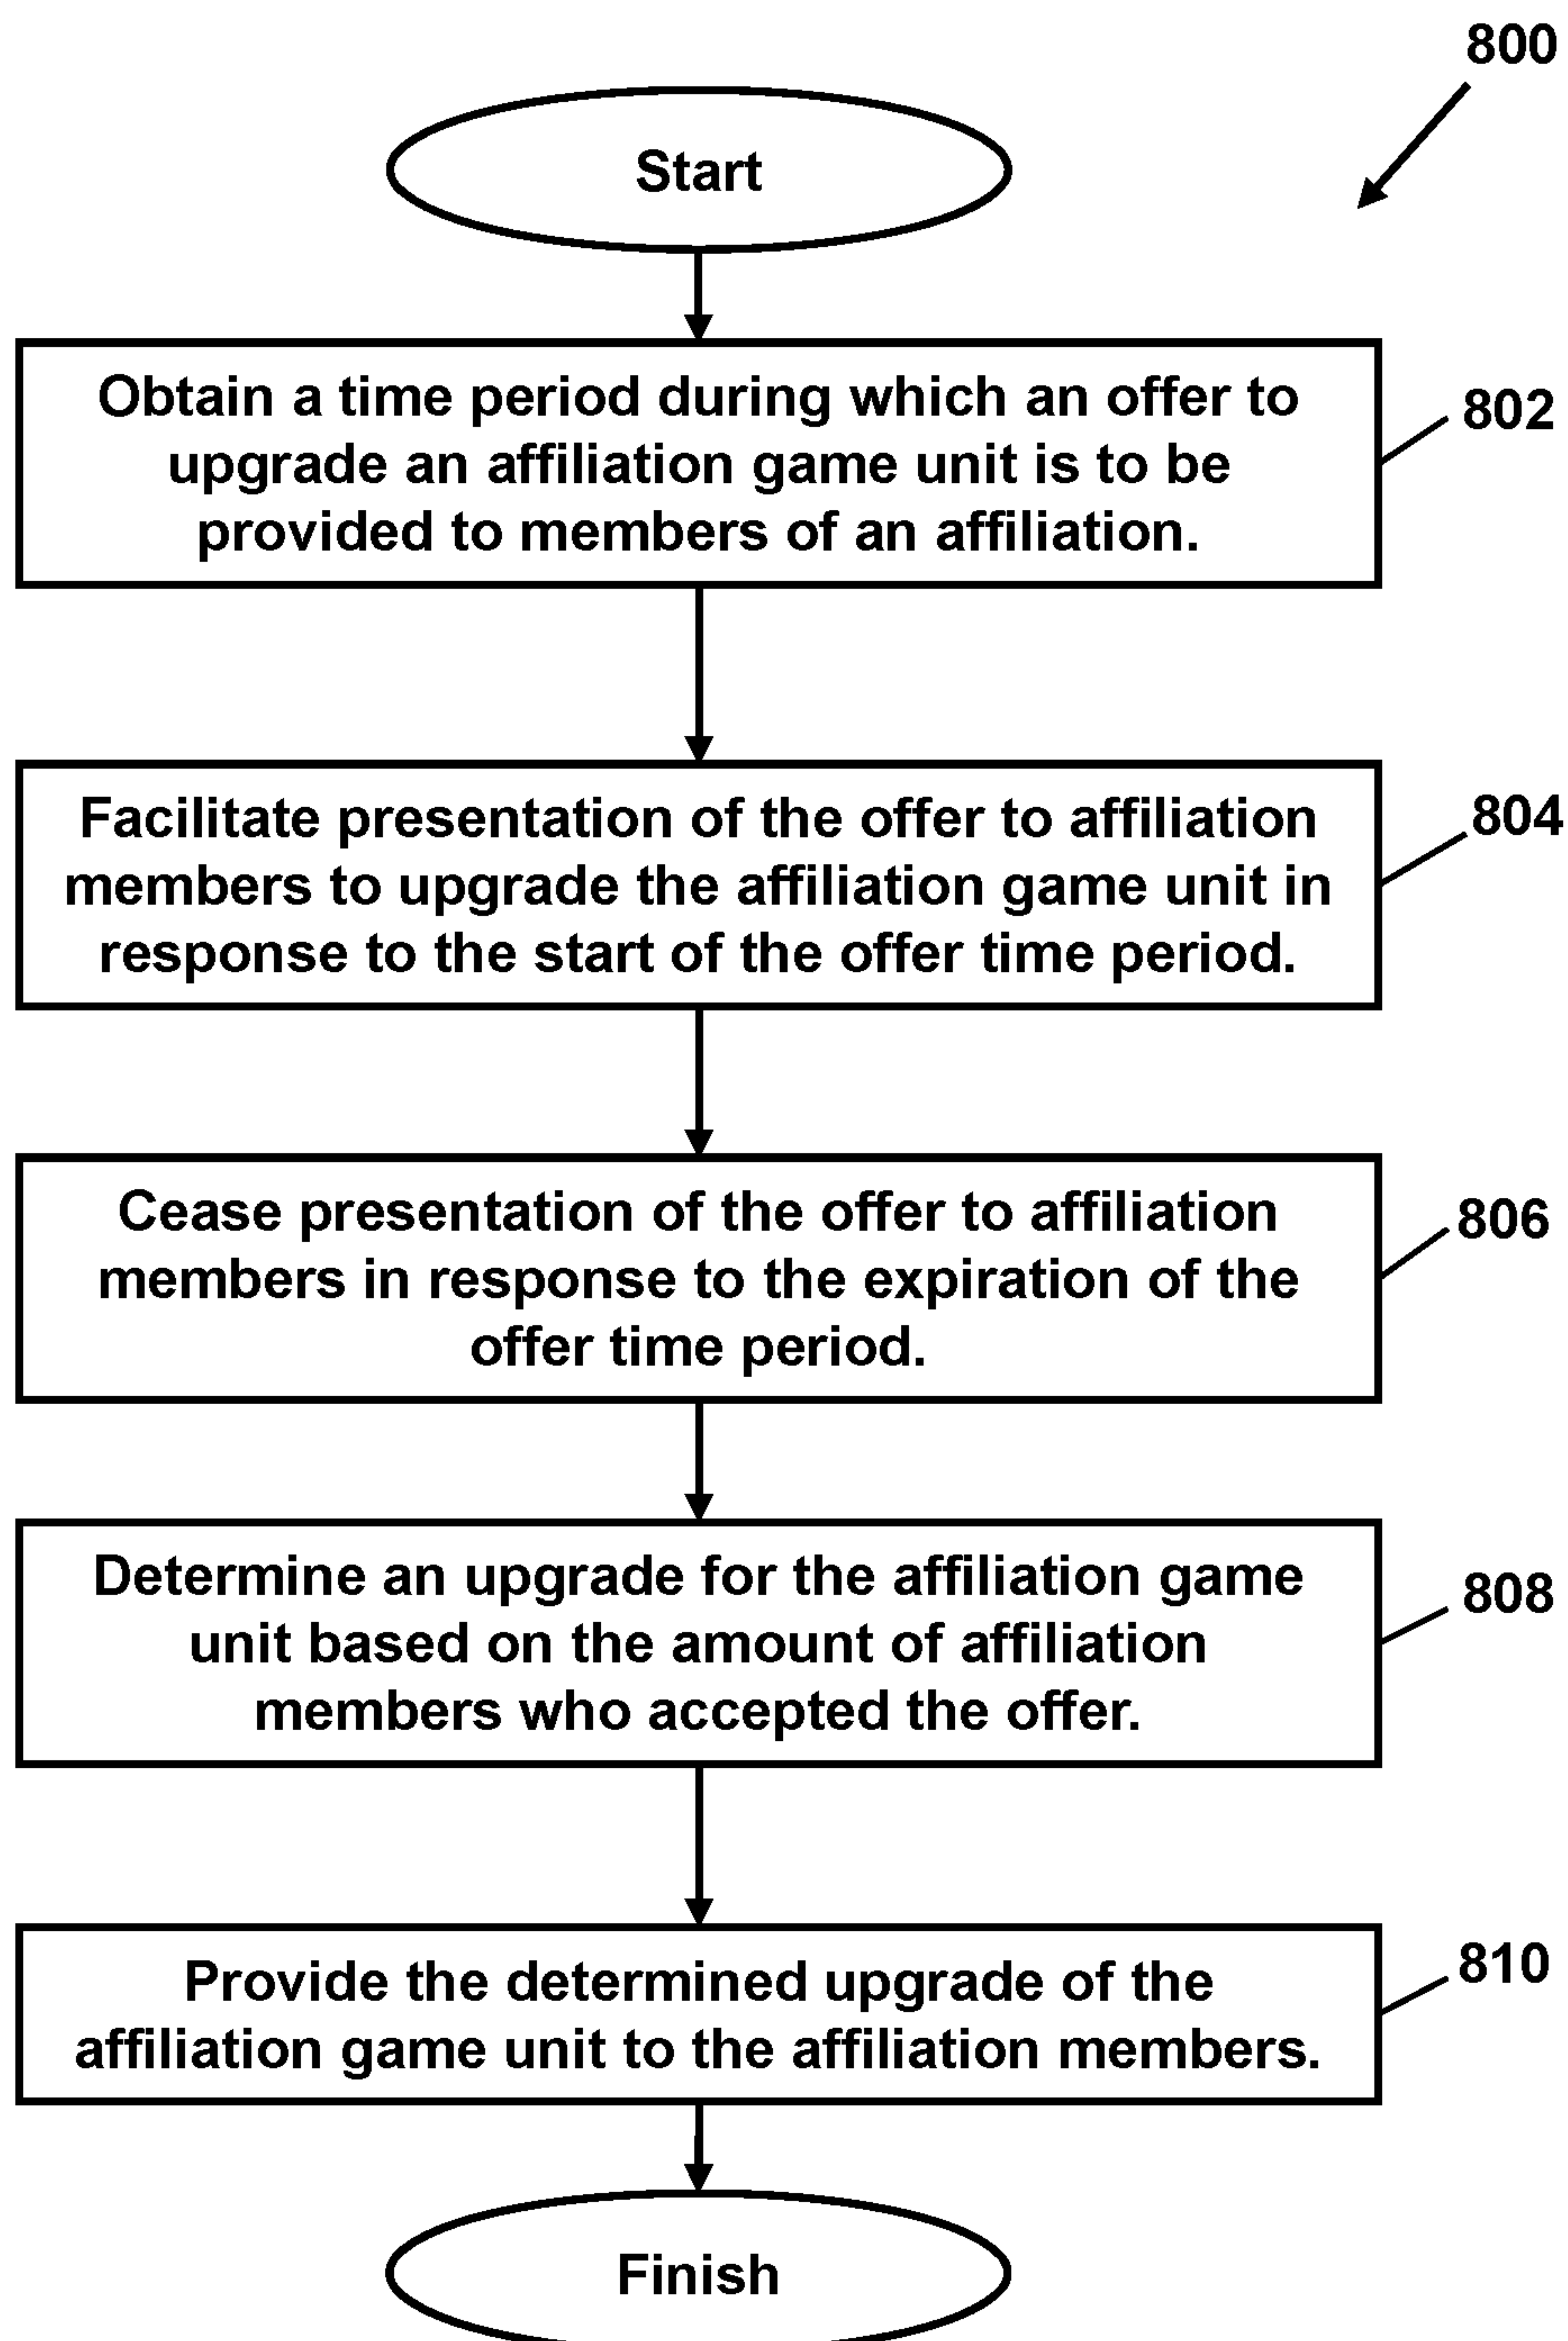 800
Start
Obtain a time period during which an offer to
upgrade an affiliation game unit is to be
provided to members of an affiliation.
802
Facilitate presentation of the offer to affiliation
members to upgrade the affiliation game unit in
response to the start of the offer time period.
804
Cease presentation of the offer to affiliation
members in response to the expiration of the
offer time period.
806
Determine an upgrade for the affiliation game
unit based on the amount of affiliation
members who accepted the offer.
808
Provide the determined upgrade of the
affiliation game unit to the affiliation members.
810
Finish